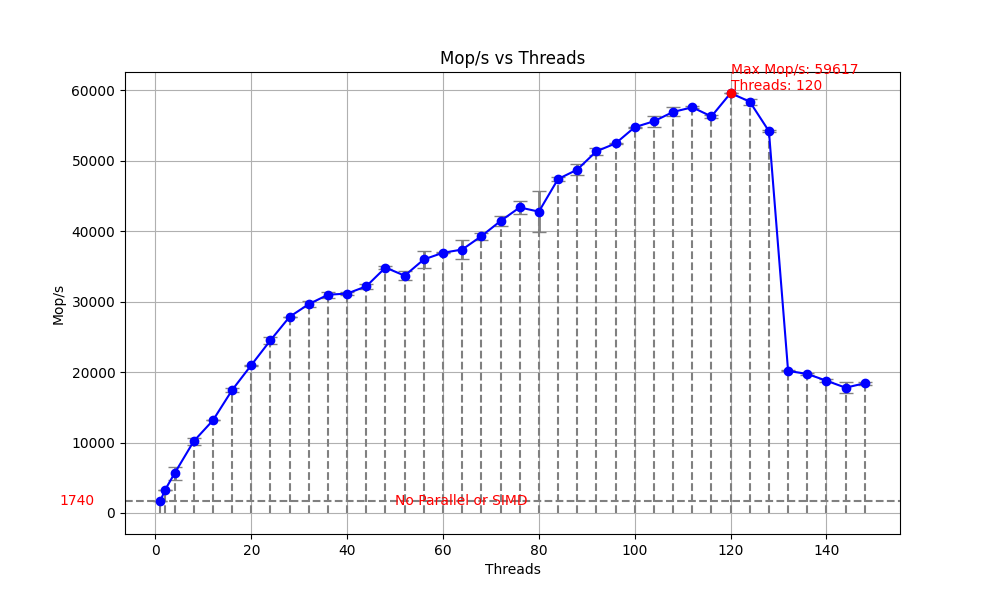 Mop/s vs Threads
Max Mop/s: 59617
Threads: 120
60000
50000
40000
30000
20000
10000
0
Mop/s
1740
No Parallel or SIMD
0 20 40 60 80 100 120 140
Threads